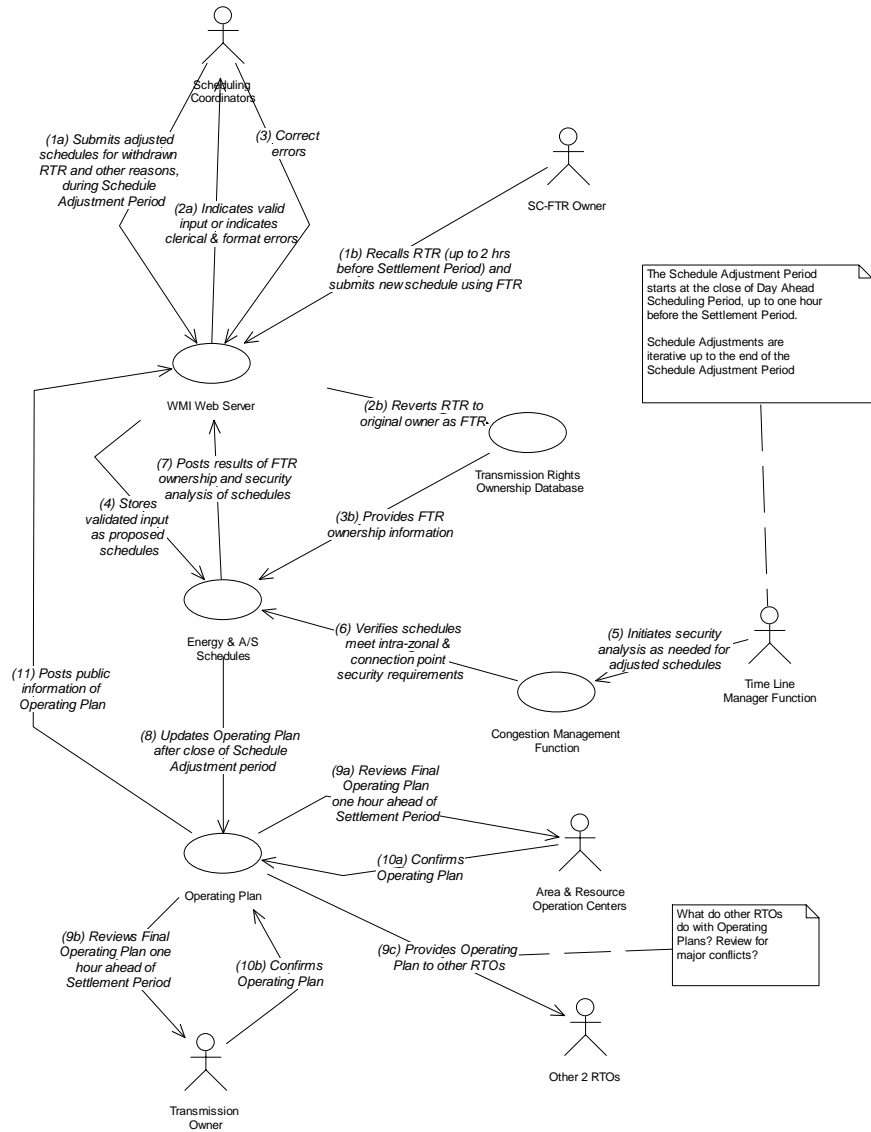 Scheduling
Coordinators
(1a) Submits adjusted
schedules for withdrawn
RTR and other reasons,
during Schedule
Adjustment Period
(3) Correct
errors
(2a) Indicates valid
input or indicates
clerical & format errors
SC-FTR Owner
(1b) Recalls RTR (up to 2 hrs
before Settlement Period) and
submits new schedule using FTR
The Schedule Adjustment Period
starts at the close of Day Ahead
Scheduling Period, up to one hour
before the Settlement Period.
Schedule Adjustments are
iterative up to the end of the
Schedule Adjustment Period
WMI Web Server
(2b) Reverts RTR to
original owner as FTR
Transmission Rights
Ownership Database
(7) Posts results of FTR
ownership and security
analysis of schedules
(4) Stores
validated input
as proposed
schedules
(3b) Provides FTR
ownership information
Energy & A/S
Schedules
(6) Verifies schedules
meet intra-zonal &
connection point
security requirements
(5) Initiates security
analysis as needed for
adjusted schedules
Time Line
Manager Function
Congestion Management
Function
(11) Posts public
information of
Operating Plan
(8) Updates Operating Plan
after close of Schedule
Adjustment period
(9a) Reviews Final
Operating Plan
one hour ahead of
Settlement Period
(10a) Confirms
Operating Plan
Area & Resource
Operation Centers
Operating Plan
(9b) Reviews Final
Operating Plan one
hour ahead of
Settlement Period
(10b) Confirms
Operating Plan
(9c) Provides Operating
Plan to other RTOs
What do other RTOs
do with Operating
Plans? Review for
major conflicts?
Other 2 RTOs
Transmission
Owner